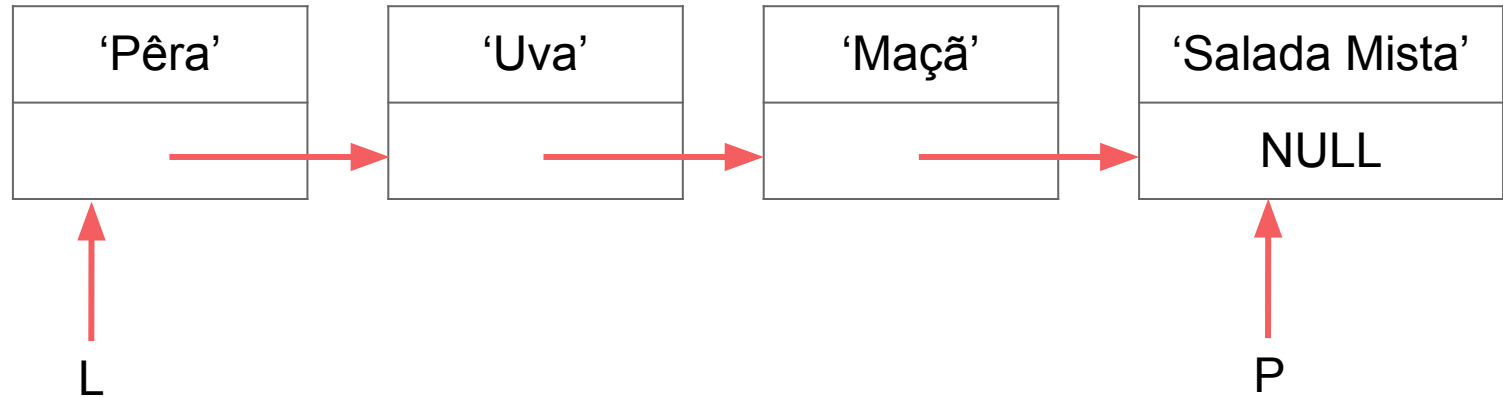 ‘Pêra’ ‘Uva’ ‘Maçã’ ‘Salada Mista’
NULL
L P